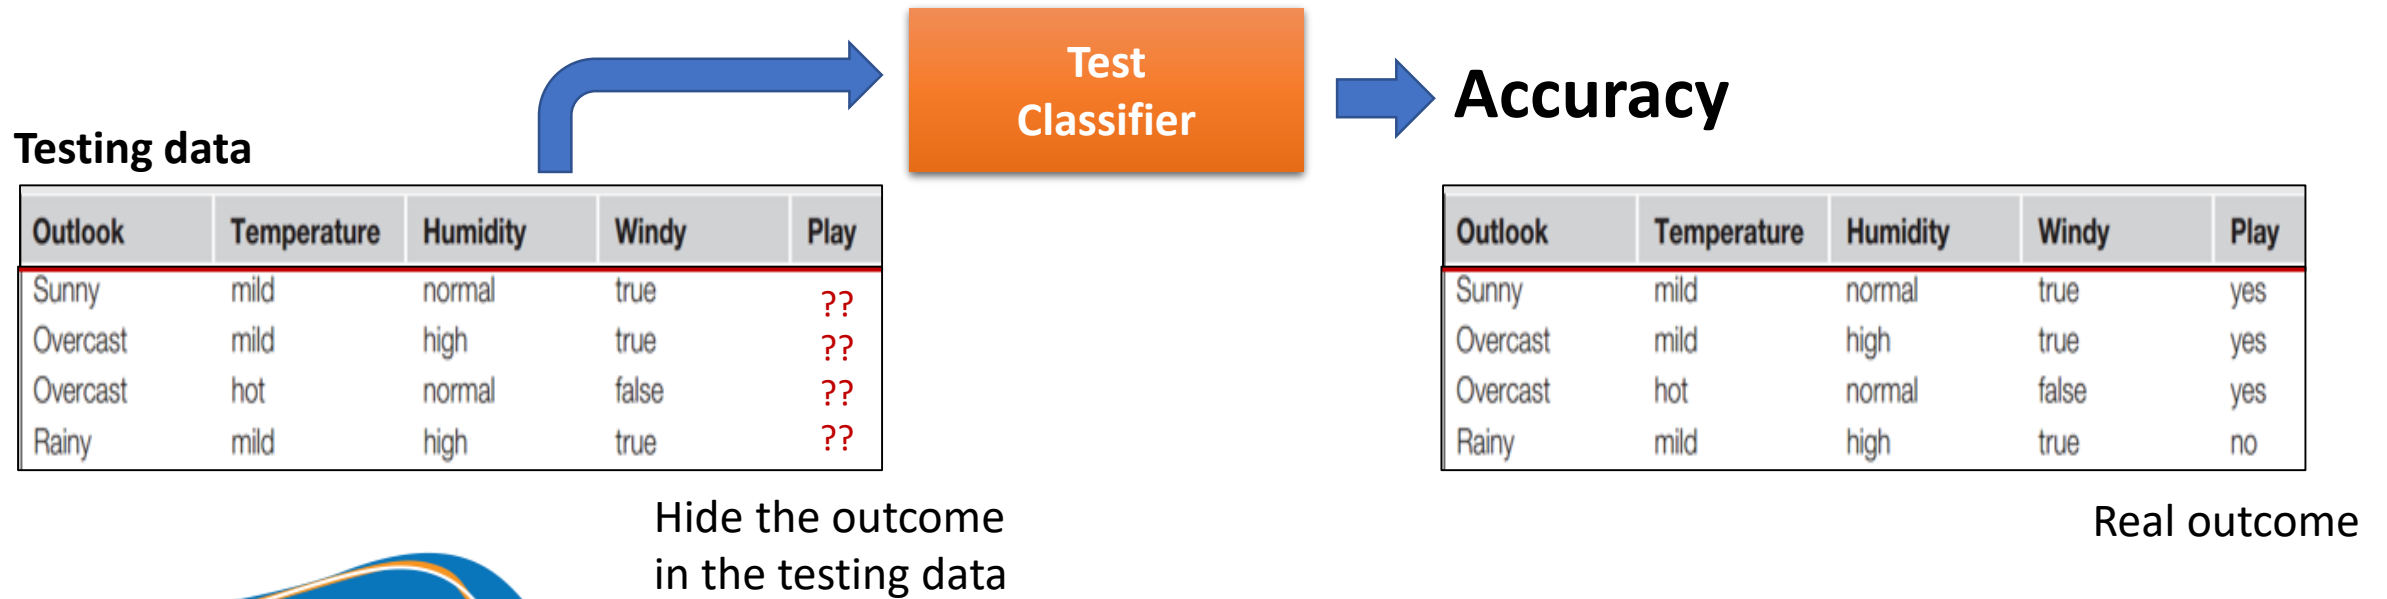 Test
Classifier
Accuracy
Testing data
Outlook Temperature Humidity Windy Play
Sunny mild normal true ??
Overcast mild high true ??
Overcast hot normal false ??
Rainy mild high true ??
Hide the outcome
in the testing data
Outlook Temperature Humidity Windy Play
Sunny mild normal true yes
Overcast mild high true yes
Overcast hot normal false yes
Rainy mild high true no
Real outcome